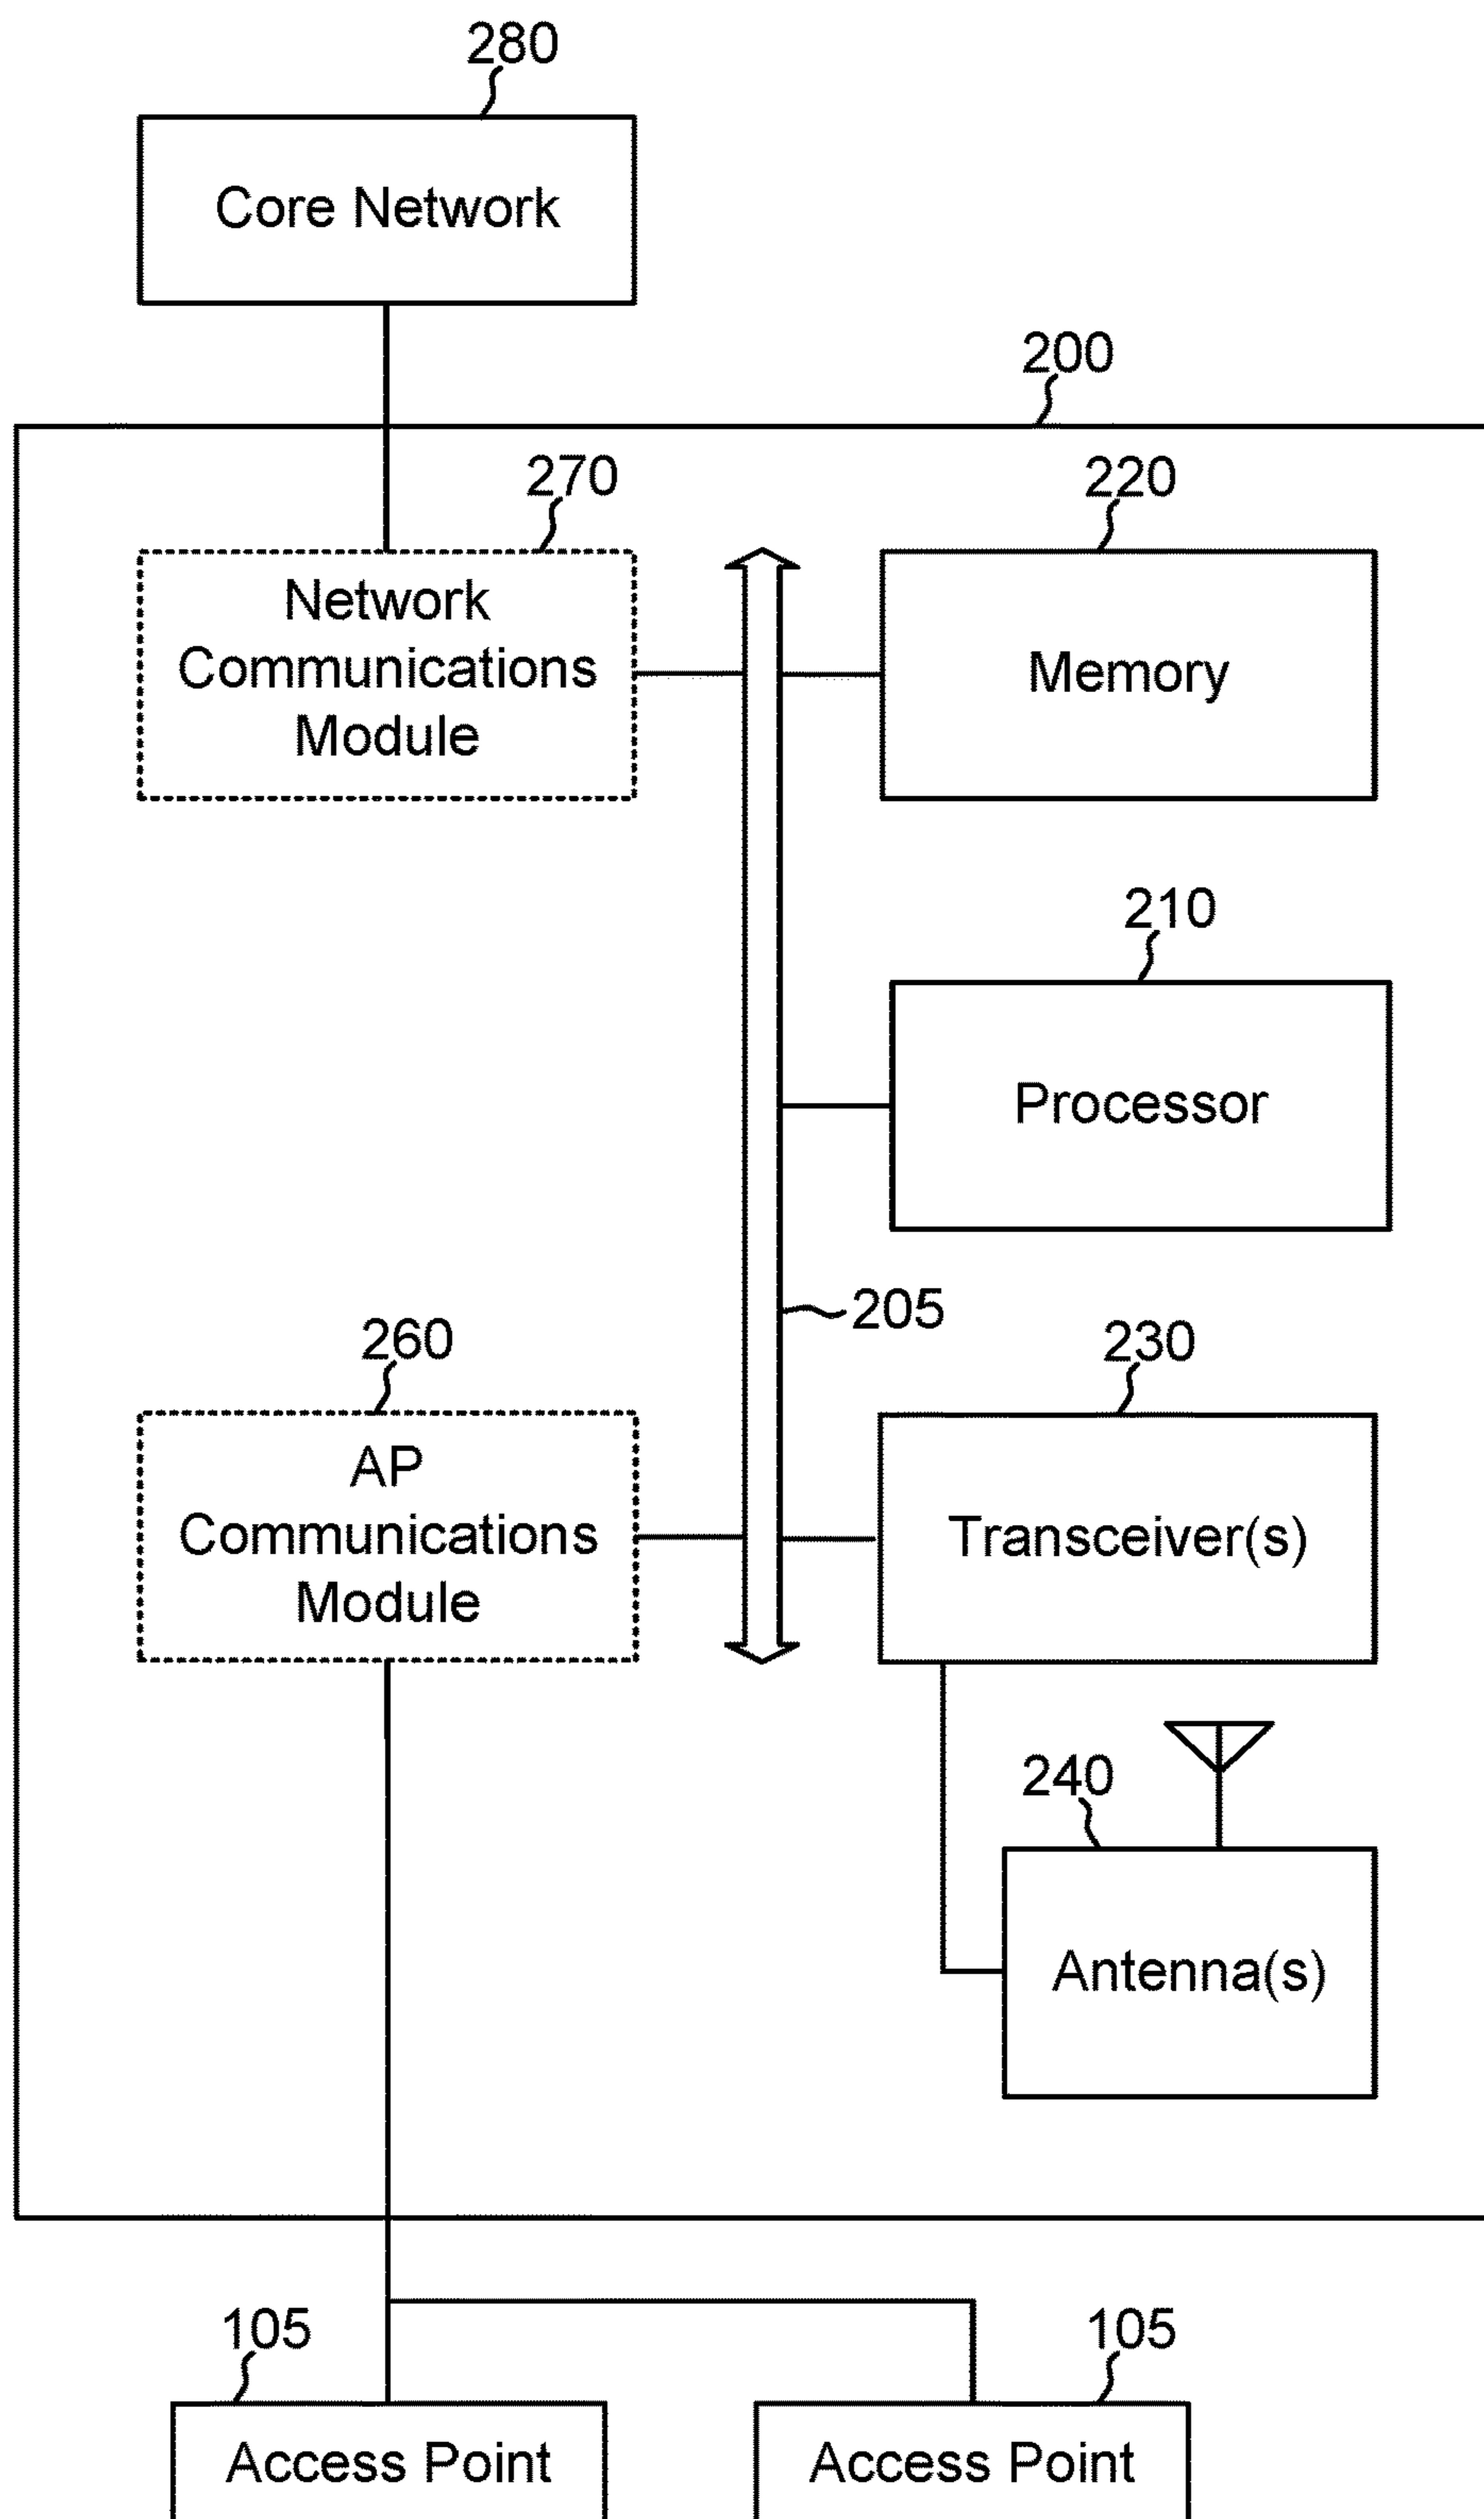 280
Core Network
200
270
220
Network
Communications
Module
Memory
210
Processor
205
260
230
AP
Communications
Module
Transceiver(s)
240
Antenna(s)
105
105
Access Point
Access Point